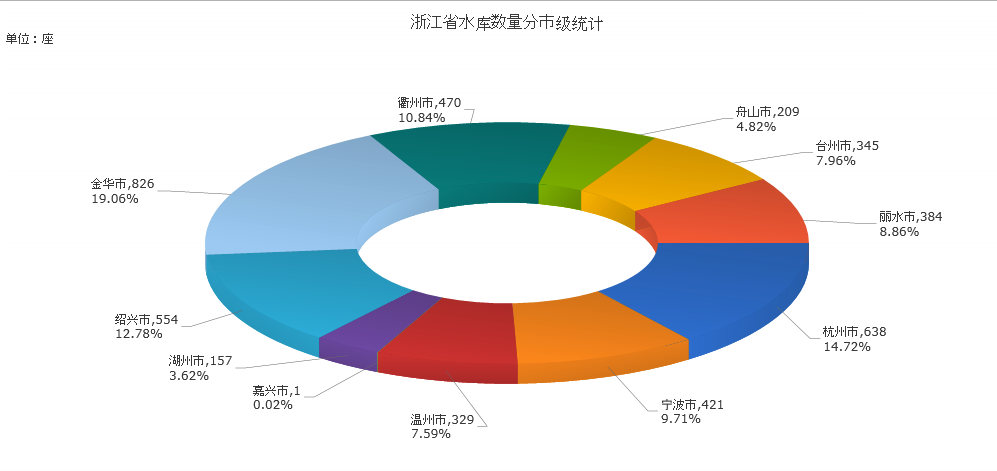 浙江省水库数量分市级统计
单位：座
衢州市,470
10.84%
舟山市,209
4.82%
台州市,345
7.96%
金华市,826
19.06%
丽水市,384
8.86%
绍兴市,554
12.78%
杭州市,638
14.72%
湖州市,157
3.62%
嘉兴市,1
0.02%
宁波市,421
9.71%
温州市,329
7.59%